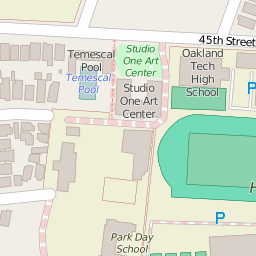 45th Street
Studio
One Art
Center
Temescal
Pool
Temescal
Pool
Oakland
Tech
High
School
Studio
One Art
Center
P
H
P
Park Day
School